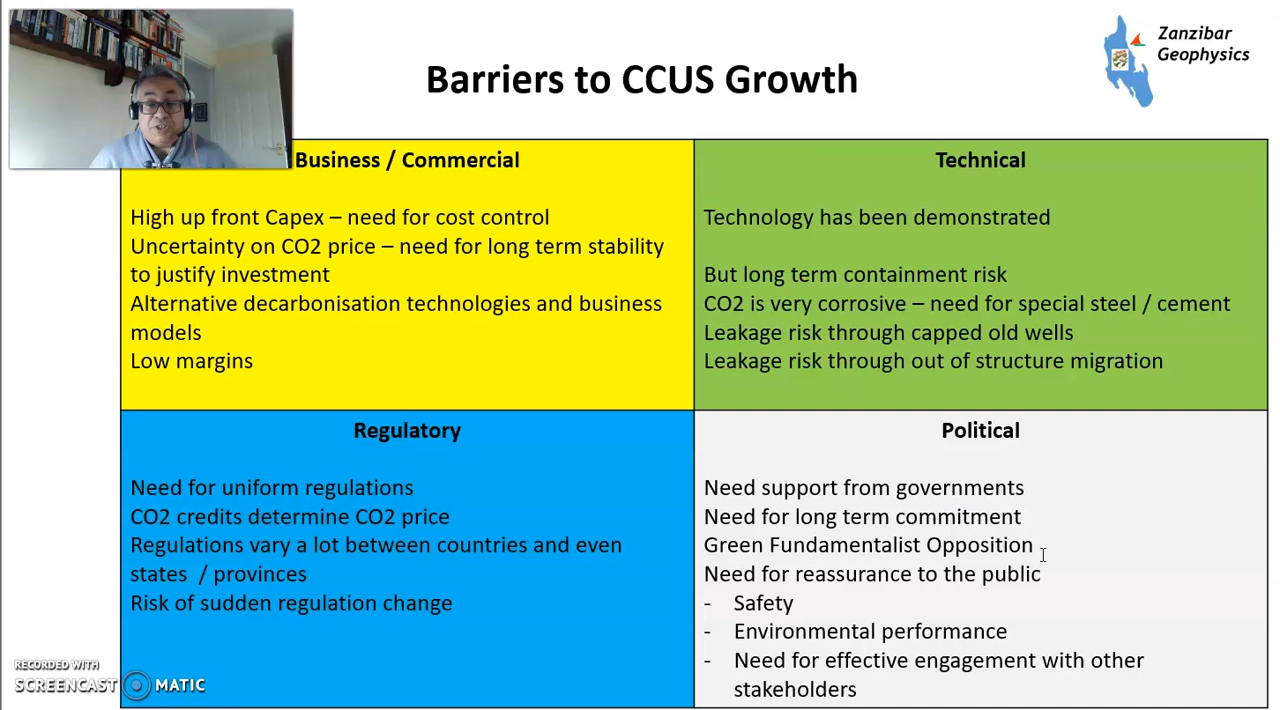 Zanzibar
Geophysics
Barriers to CCUS Growth
Business / Commercial
High up front Capex – need for cost control
Uncertainty on CO2 price – need for long term stability
to justify investment
Alternative decarbonisation technologies and business
models
Low margins
Technical
Technology has been demonstrated
But long term containment risk
CO2 is very corrosive – need for special steel / cement
Leakage risk through capped old wells
Leakage risk through out of structure migration
Regulatory
Need for uniform regulations
CO2 credits determine CO2 price
Regulations vary a lot between countries and even
states / provinces
Risk of sudden regulation change
Political
Need support from governments
Need for long term commitment
Green Fundamentalist Opposition
Need for reassurance to the public
- Safety
- Environmental performance
- Need for effective engagement with other
stakeholders
RECORDED WITH
SCREENCAST MATIC